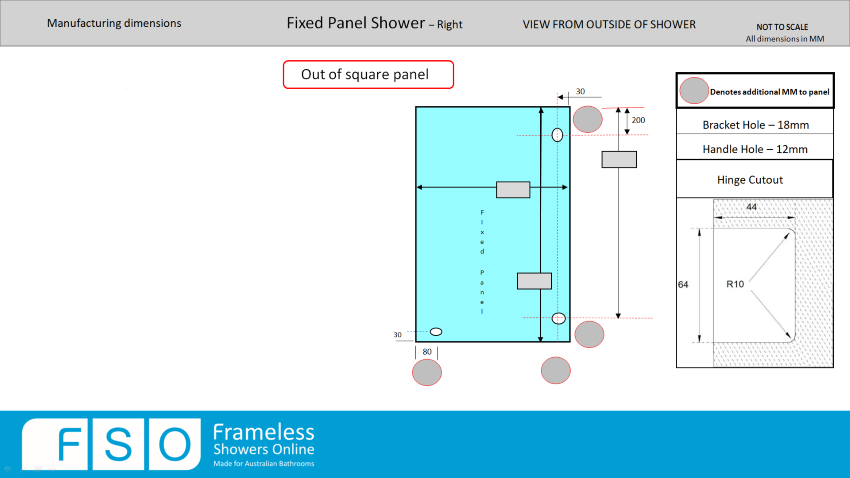 Manufacturing dimensions
Fixed Panel Shower – Right
VIEW FROM OUTSIDE OF SHOWER
NOT TO SCALE
All dimensions in MM
Out of square panel
Denotes additional MM to panel
Bracket Hole – 18mm
Handle Hole – 12mm
Hinge Cutout
30
200
Fixed Panel
30
80
44
64
R10
FSO
Frameless
Showers Online
Made for Australian Bathrooms